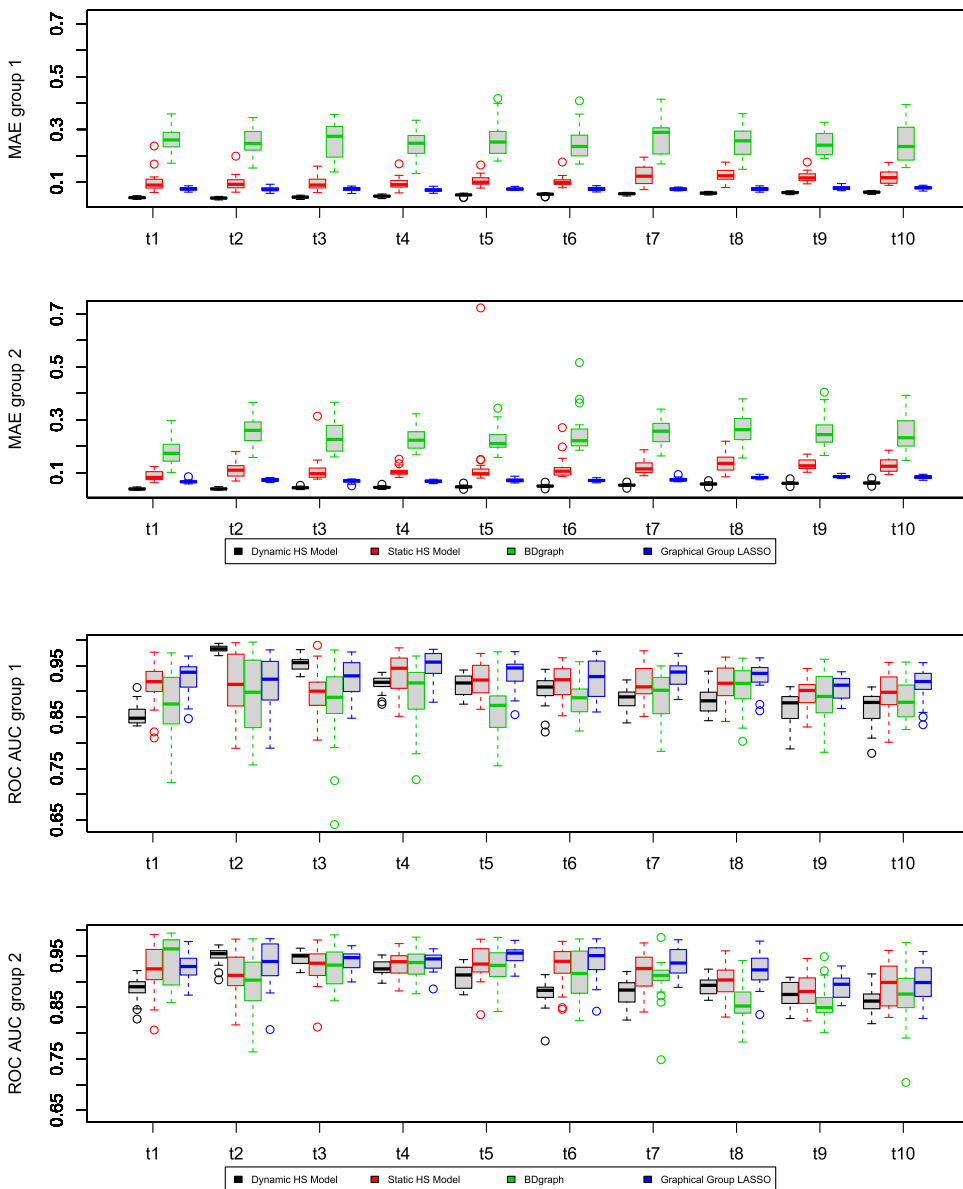 MAE group 1
0.7
0.5
0.3
0.1
t1 t2 t3 t4 t5 t6 t7 t8 t9 t10
MAE group 2
0.7
0.5
0.3
0.1
t1 t2 t3 t4 t5 t6 t7 t8 t9 t10
Dynamic HS Model Static HS Model BDgraph Graphical Group LASSO
ROC AUC group 1
0.95
0.85
0.75
0.65
t1 t2 t3 t4 t5 t6 t7 t8 t9 t10
ROC AUC group 2
0.95
0.85
0.75
0.65
t1 t2 t3 t4 t5 t6 t7 t8 t9 t10
Dynamic HS Model Static HS Model BDgraph Graphical Group LASSO